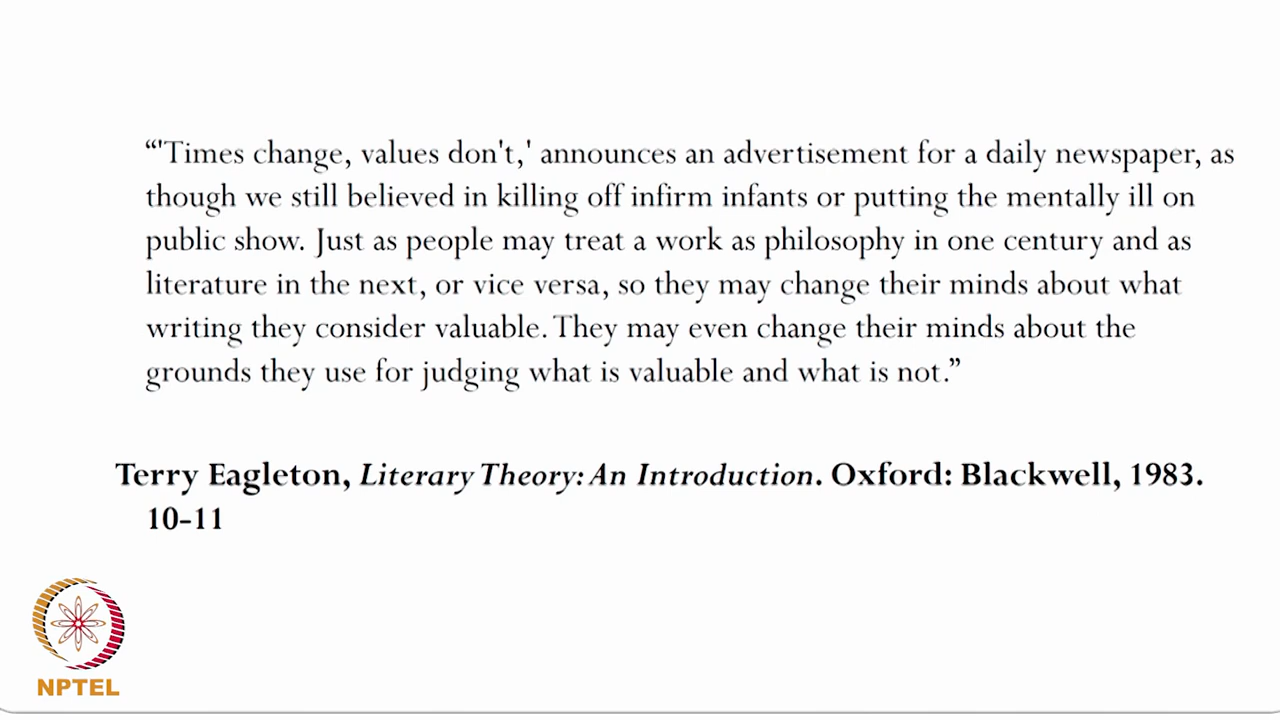 “'Times change, values don't,' announces an advertisement for a daily newspaper, as
though we still believed in killing off infirm infants or putting the mentally ill on
public show. Just as people may treat a work as philosophy in one century and as
literature in the next, or vice versa, so they may change their minds about what
writing they consider valuable. They may even change their minds about the
grounds they use for judging what is valuable and what is not.”
Terry Eagleton, Literary Theory: An Introduction. Oxford: Blackwell, 1983.
10-11
NPTEL